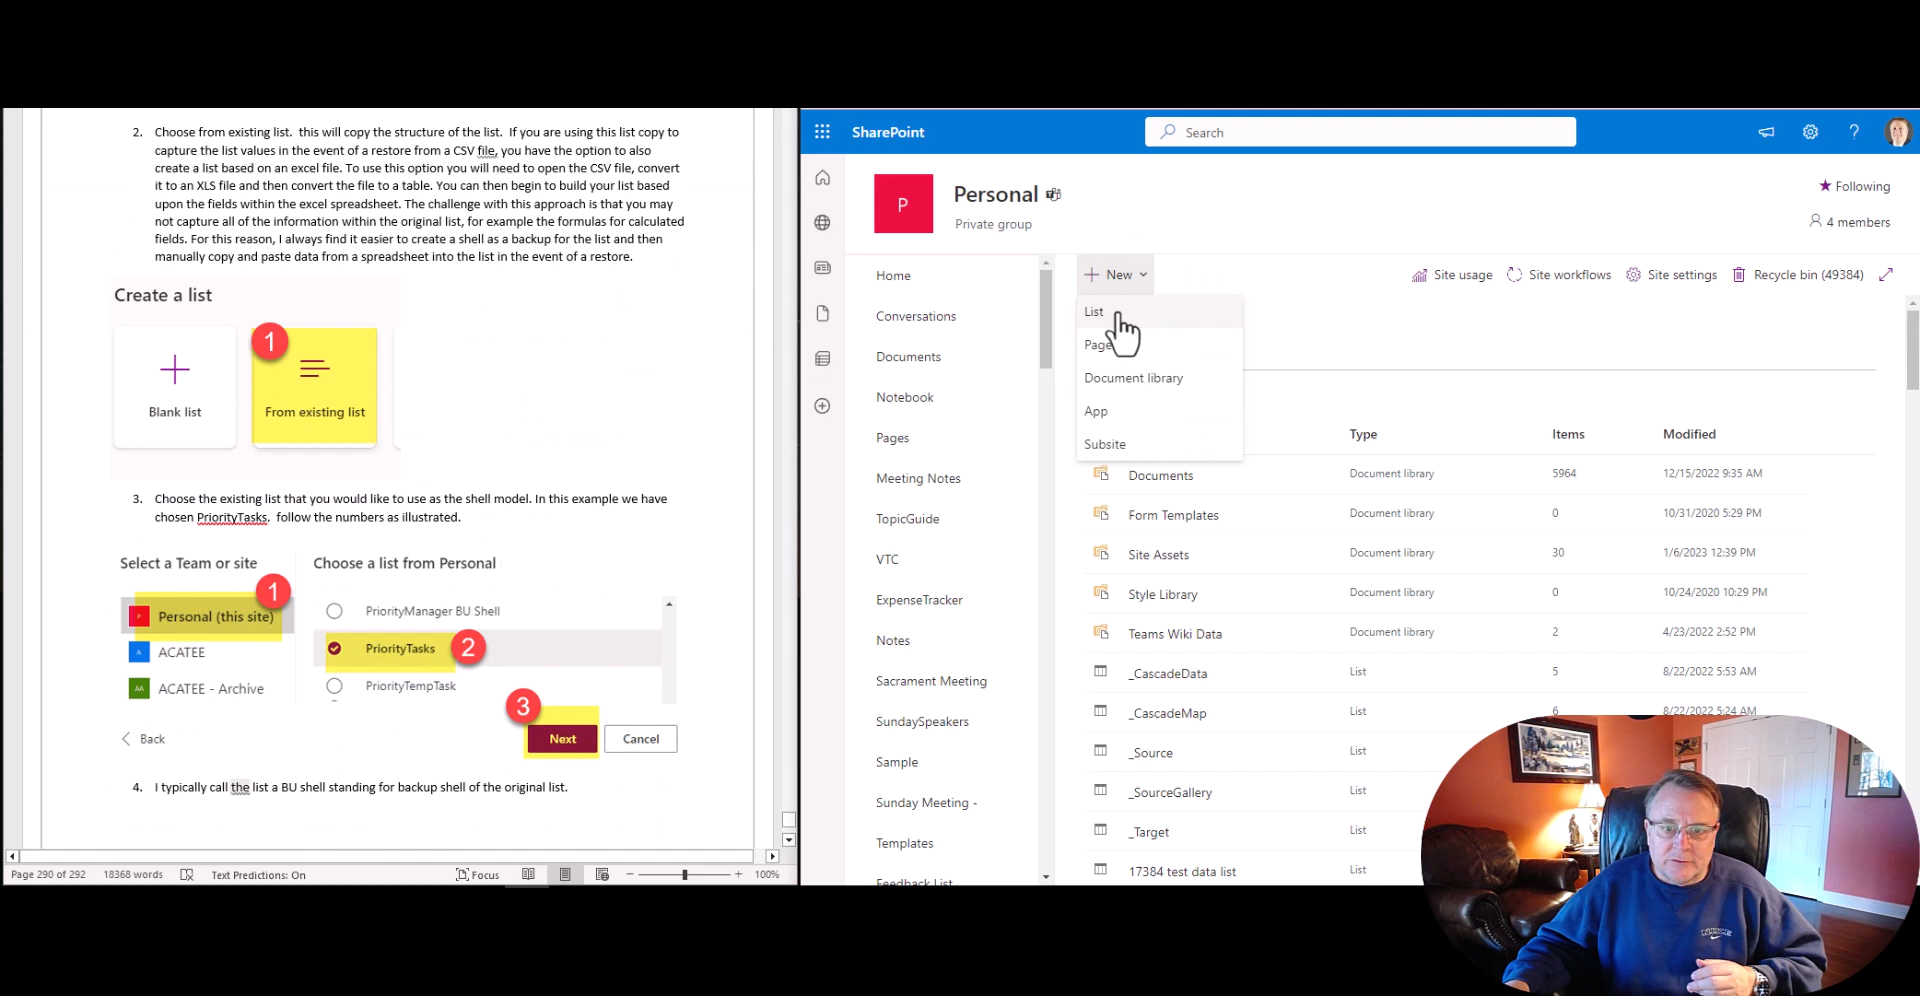 2. Choose from existing list.  this will copy the structure of the list.  If you are using this list copy to
capture the list values in the event of a restore from a CSV file, you have the option to also
create a list based on an excel file. To use this option you will need to open the CSV file, convert
it to an XLS file and then convert the file to a table. You can then begin to build your list based
upon the fields within the excel spreadsheet. The challenge with this approach is that you may
not capture all of the information within the original list, for example the formulas for calculated
fields. For this reason, I always find it easier to create a shell as a backup for the list and then
manually copy and paste data from a spreadsheet into the list in the event of a restore.
Create a list
1
Blank list
From existing list
3. Choose the existing list that you would like to use as the shell model. In this example we have
chosen PriorityTasks.  follow the numbers as illustrated.
Select a Team or site
Choose a list from Personal
1
P Personal (this site)
A ACATEE
AA ACATEE - Archive
PriorityManager BU Shell
PriorityTasks 2
PriorityTempTask
3
Back
Next
Cancel
4. I typically call the list a BU shell standing for backup shell of the original list.
Page 290 of 292
18368 words
Text Predictions: On
Focus
100%
SharePoint
Search
P
Personal
Private group
Following
4 members
Home
Conversations
Documents
Notebook
Pages
Meeting Notes
TopicGuide
VTC
ExpenseTracker
Notes
Sacrament Meeting
SundaySpeakers
Sample
Sunday Meeting -
Templates
Feedback List
New
Site usage
Site workflows
Site settings
Recycle bin (49384)
List
Page
Document library
App
Subsite
Type Items Modified
Documents Document library 5964 12/15/2022 9:35 AM
Form Templates Document library 0 10/31/2020 5:29 PM
Site Assets Document library 30 1/6/2023 12:39 PM
Style Library Document library 0 10/24/2020 10:29 PM
Teams Wiki Data Document library 2 4/23/2022 2:52 PM
_CascadeData List 5 8/22/2022 5:53 AM
_CascadeMap List 6 8/22/2022 5:24 AM
_Source List
_SourceGallery List
_Target List
17384 test data list List